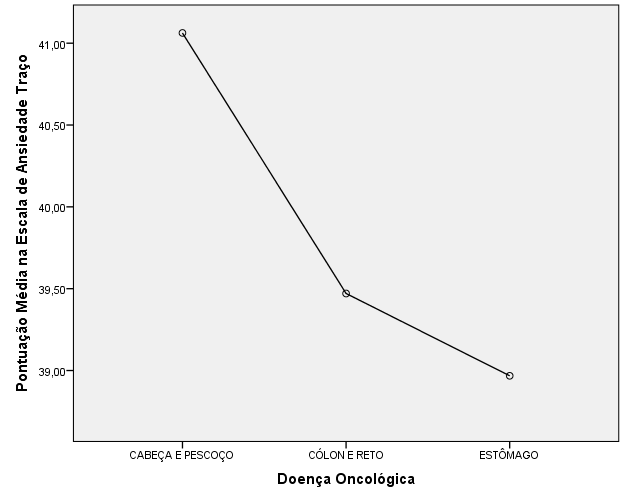 Pontuação Média na Escala de Ansiedade Traço
41,00
40,50
40,00
39,50
39,00
CABEÇA E PESCOÇO
CÓLON E RETO
ESTÔMAGO
Doença Oncológica